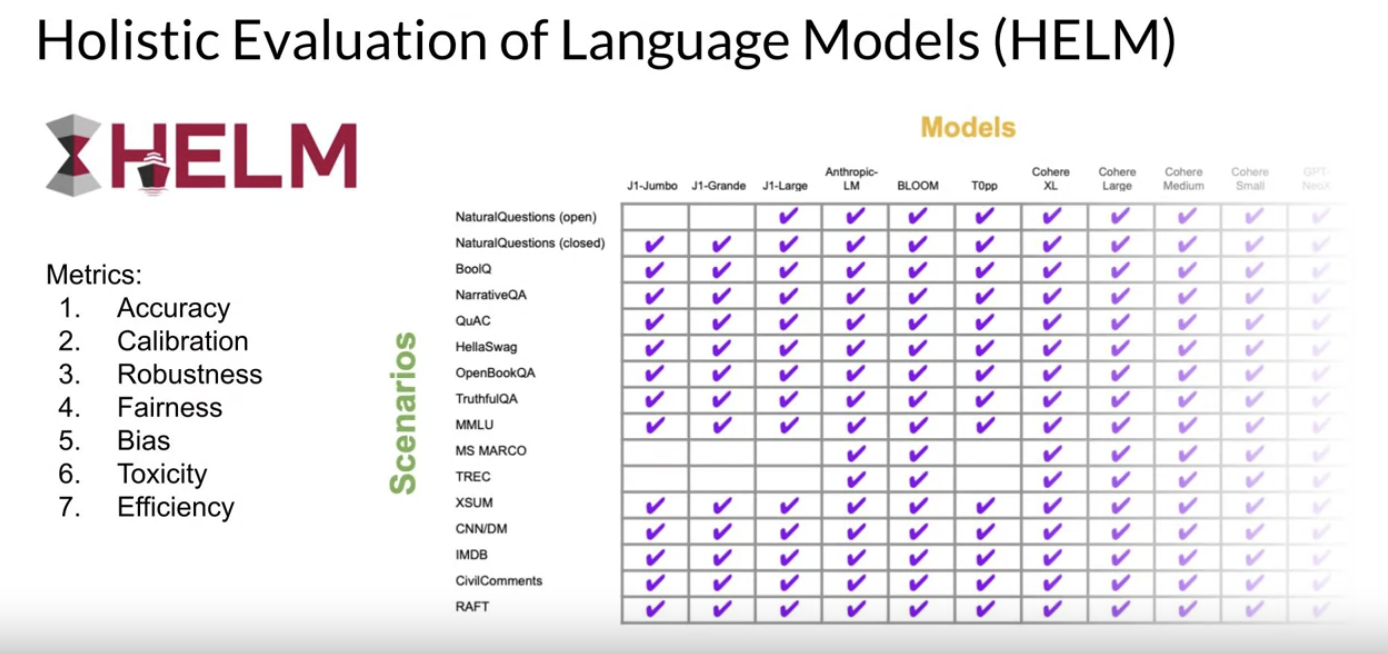 Holistic Evaluation of Language Models (HELM)
HELM
Models
J1-Jumbo J1-Grande J1-Large Anthropic-LM BLOOM T0pp Cohere XL Cohere Large Cohere Medium Cohere Small GPT-NeoX
Metrics:
1. Accuracy
2. Calibration
3. Robustness
4. Fairness
5. Bias
6. Toxicity
7. Efficiency
Scenarios
NaturalQuestions (open)
NaturalQuestions (closed)
BoolQ
NarrativeQA
QuAC
HellaSwag
OpenBookQA
TruthfulQA
MMLU
MS MARCO
TREC
XSUM
CNN/DM
IMDB
CivilComments
RAFT